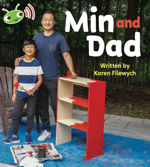 Min and
Dad
Written by
Karen Filewych